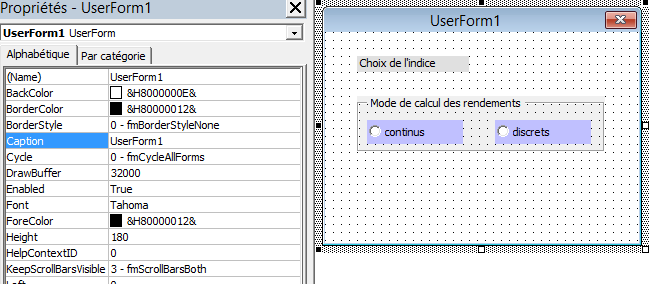 Propriétés - UserForm1
UserForm1 UserForm
Alphabétique Par catégorie
(Name) UserForm1
BackColor &H8000000E&
BorderColor &H80000012&
BorderStyle 0 - fmBorderStyleNone
Caption UserForm1
Cycle 0 - fmCycleAllForms
DrawBuffer 32000
Enabled True
Font Tahoma
ForeColor &H80000012&
Height 180
HelpContextID 0
KeepScrollBarsVisible 3 - fmScrollBarsBoth
UserForm1
Choix de l'indice
Mode de calcul des rendements
continus discrets